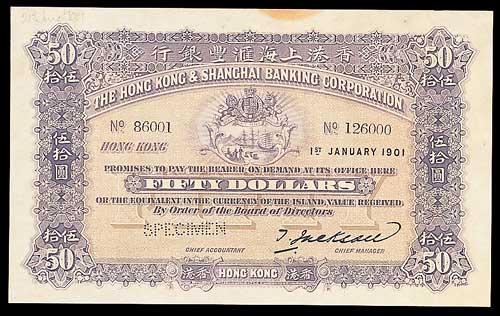 50 行銀豐滙海上港香 50
伍拾 THE HONG KONG & SHANGHAI BANKING CORPORATION 伍拾
No 86001 No 126000
HONG KONG 1ST JANUARY 1901
PROMISES TO PAY THE BEARER ON DEMAND AT ITS OFFICE HERE
伍拾圓 FIFTY DOLLARS 伍拾圓
OR THE EQUIVALENT IN THE CURRENCY OF THE ISLAND, VALUE RECEIVED.
By Order of the Board of Directors
SPECIMEN T. Jackson
CHIEF ACCOUNTANT CHIEF MANAGER
伍拾 伍拾
50 港香 HONG KONG 港香 50